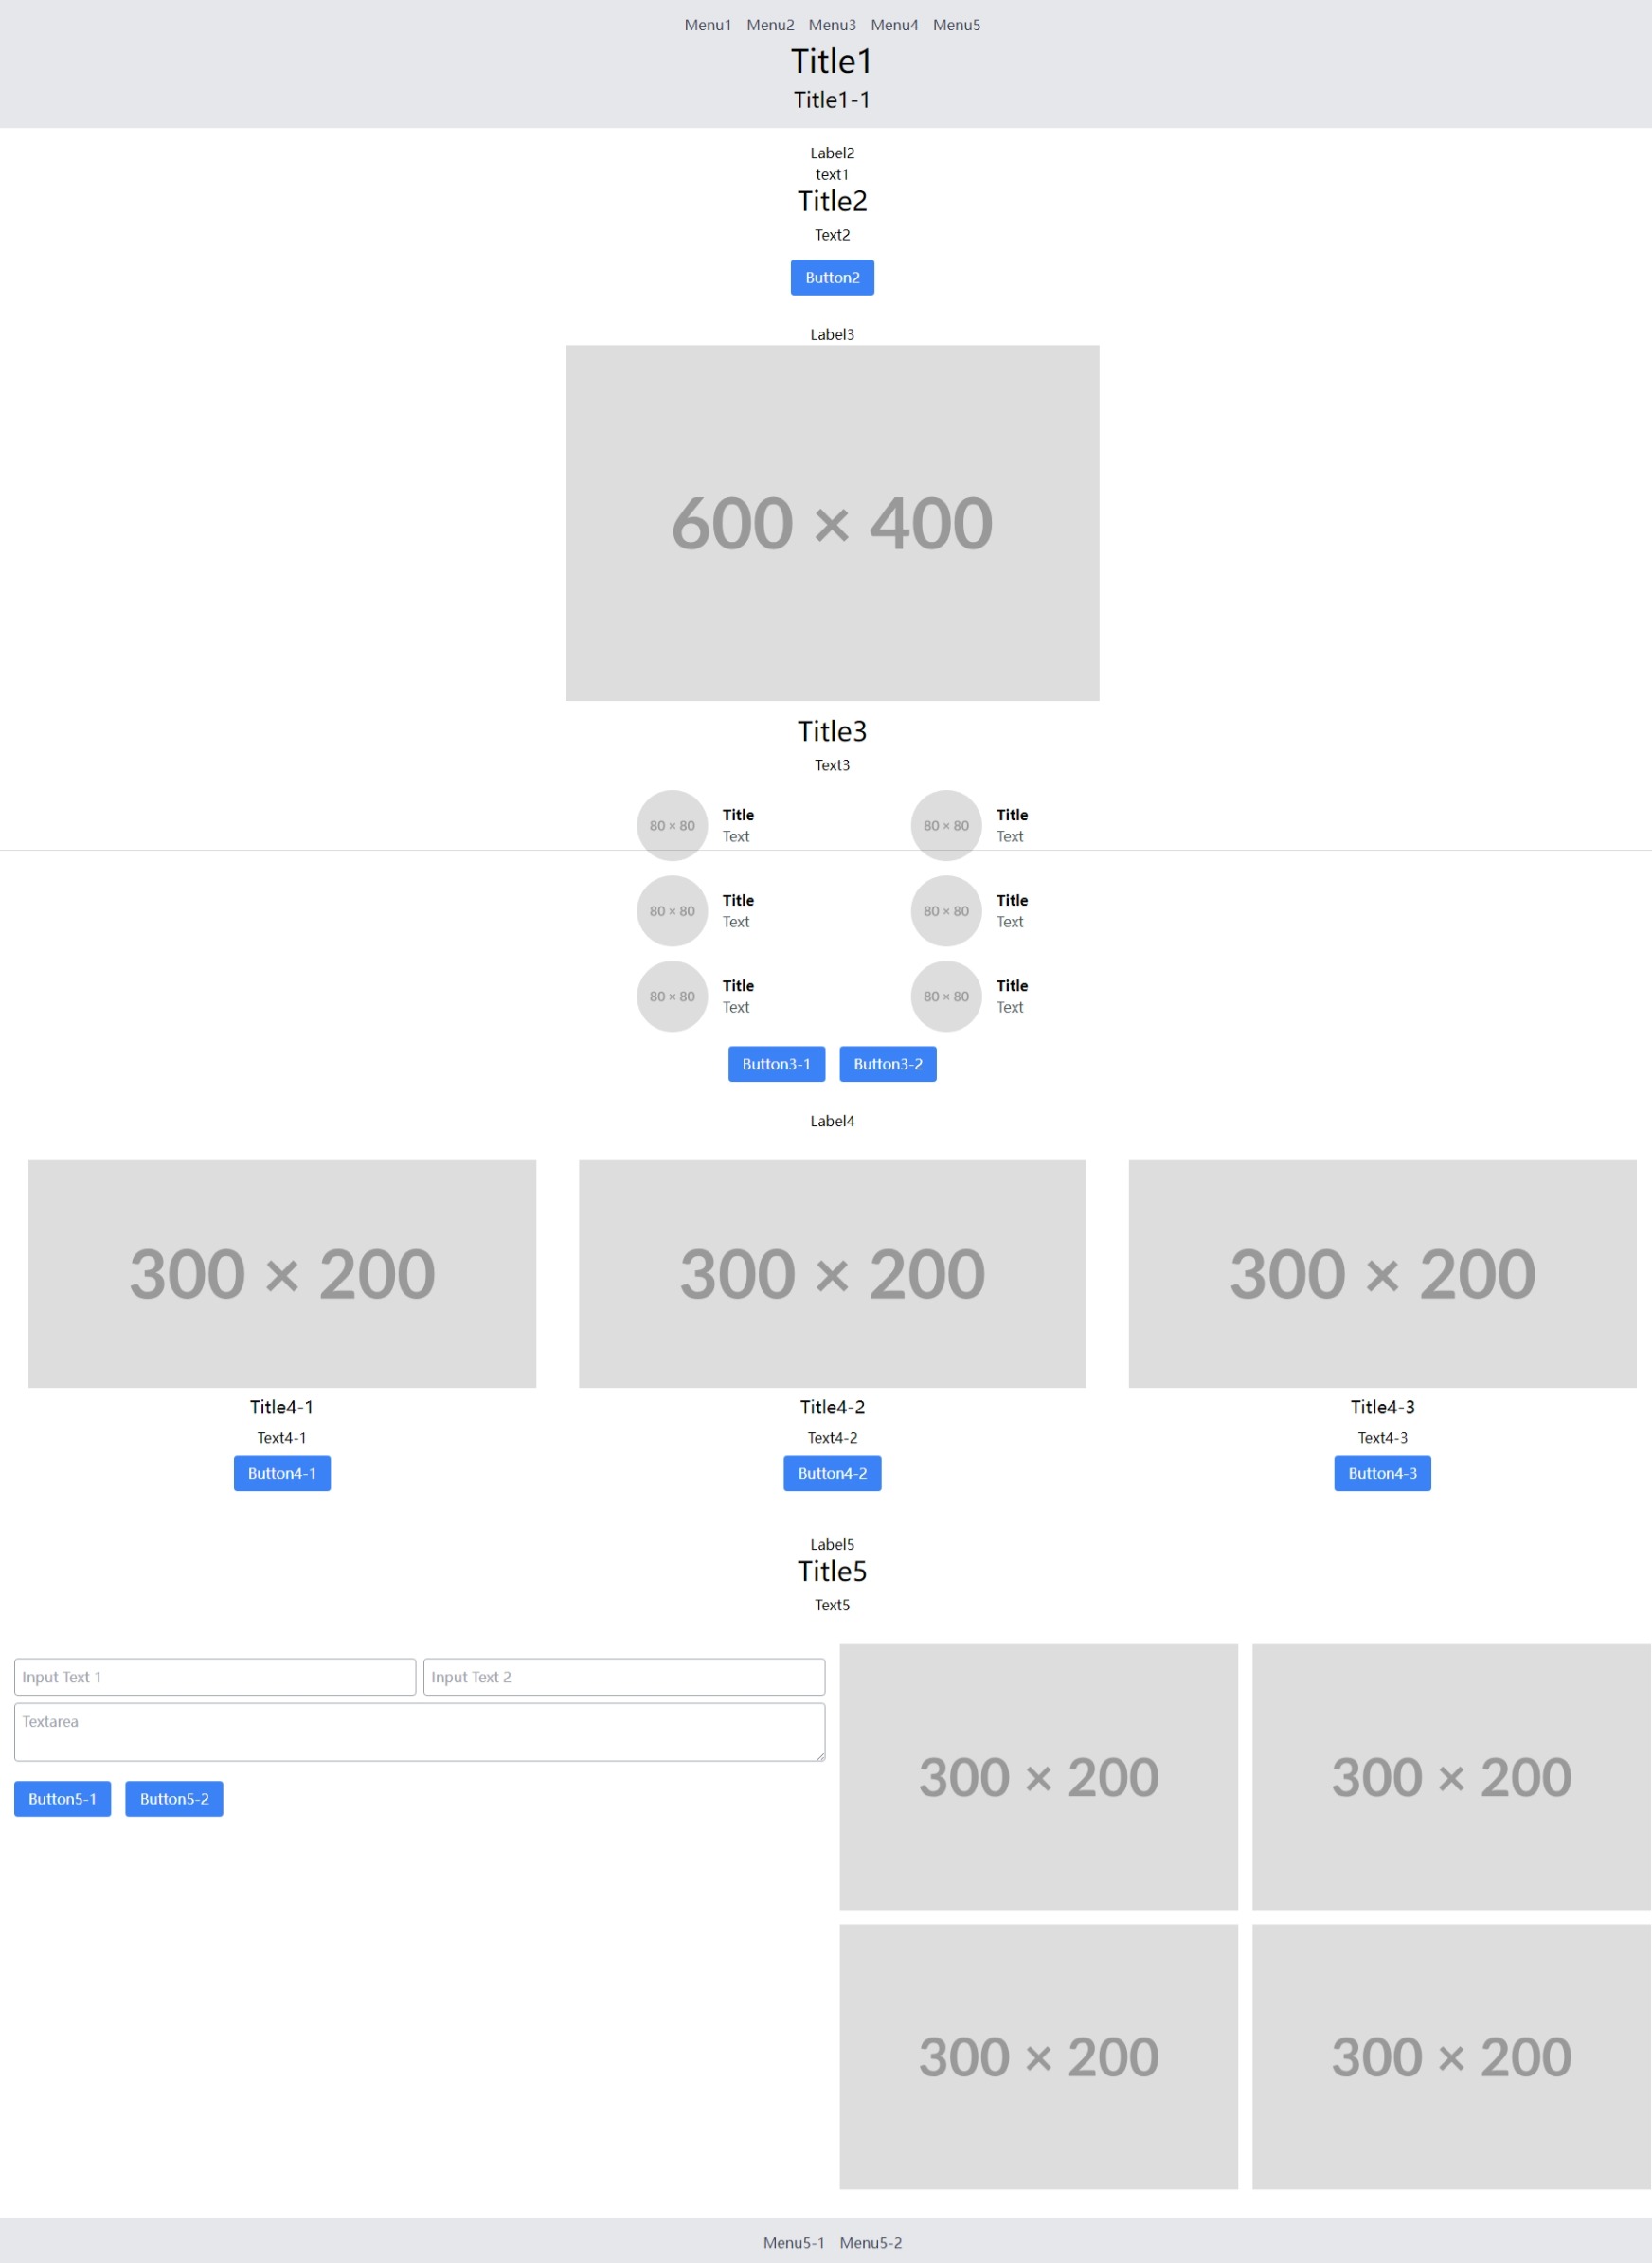 Menu1 Menu2 Menu3 Menu4 Menu5
Title1
Title1-1
Label2
text1
Title2
Text2
Button2
Label3
600 × 400
Title3
Text3
80 × 80 Title
Text
80 × 80 Title
Text
80 × 80 Title
Text
80 × 80 Title
Text
80 × 80 Title
Text
80 × 80 Title
Text
Button3-1 Button3-2
Label4
300 × 200
Title4-1
Text4-1
Button4-1
300 × 200
Title4-2
Text4-2
Button4-2
300 × 200
Title4-3
Text4-3
Button4-3
Label5
Title5
Text5
Input Text 1 Input Text 2
Textarea
Button5-1 Button5-2
300 × 200 300 × 200
300 × 200 300 × 200
Menu5-1 Menu5-2